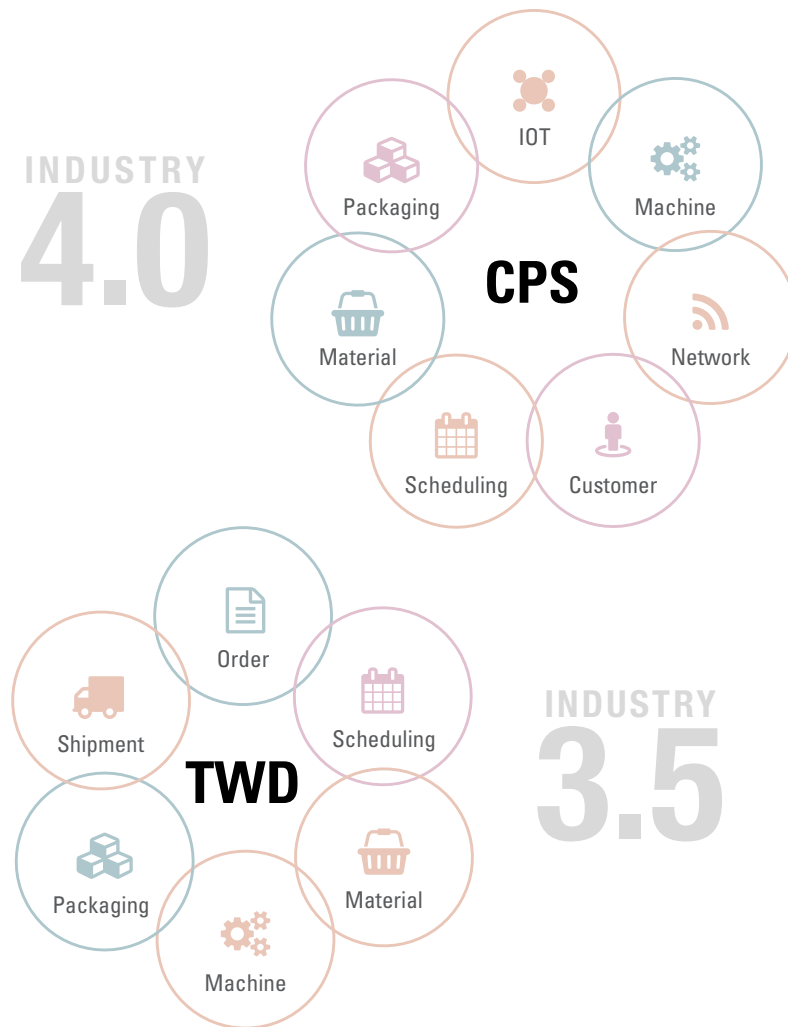 INDUSTRY
4.0
IOT
Packaging
Machine
CPS
Material
Network
Scheduling
Customer
Order
Shipment
Scheduling
TWD
INDUSTRY
3.5
Packaging
Material
Machine